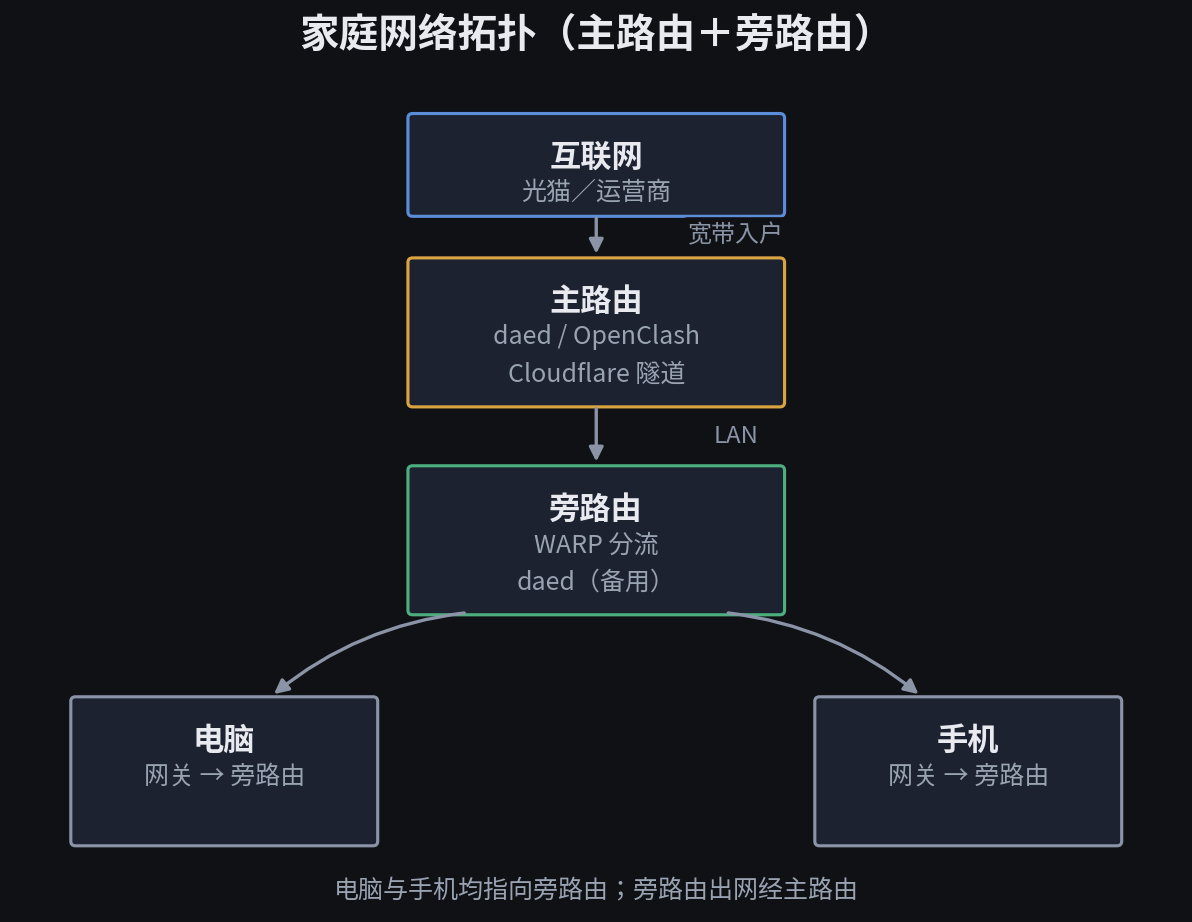 家庭网络拓扑（主路由＋旁路由）
互联网
光猫／运营商
宽带入户
主路由
daed / OpenClash
Cloudflare 隧道
LAN
旁路由
WARP 分流
daed（备用）
电脑
网关 → 旁路由
手机
网关 → 旁路由
电脑与手机均指向旁路由；旁路由出网经主路由